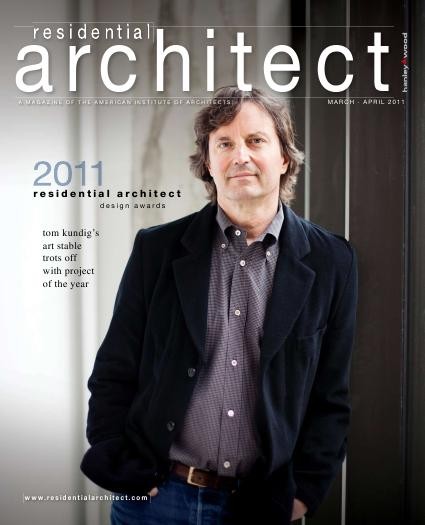 residential
architect
hanley wood
A MAGAZINE OF THE AMERICAN INSTITUTE OF ARCHITECTS
MARCH · APRIL 2011
2011
residential architect
design awards
tom kundig's
art stable
trots off
with project
of the year
www.residentialarchitect.com